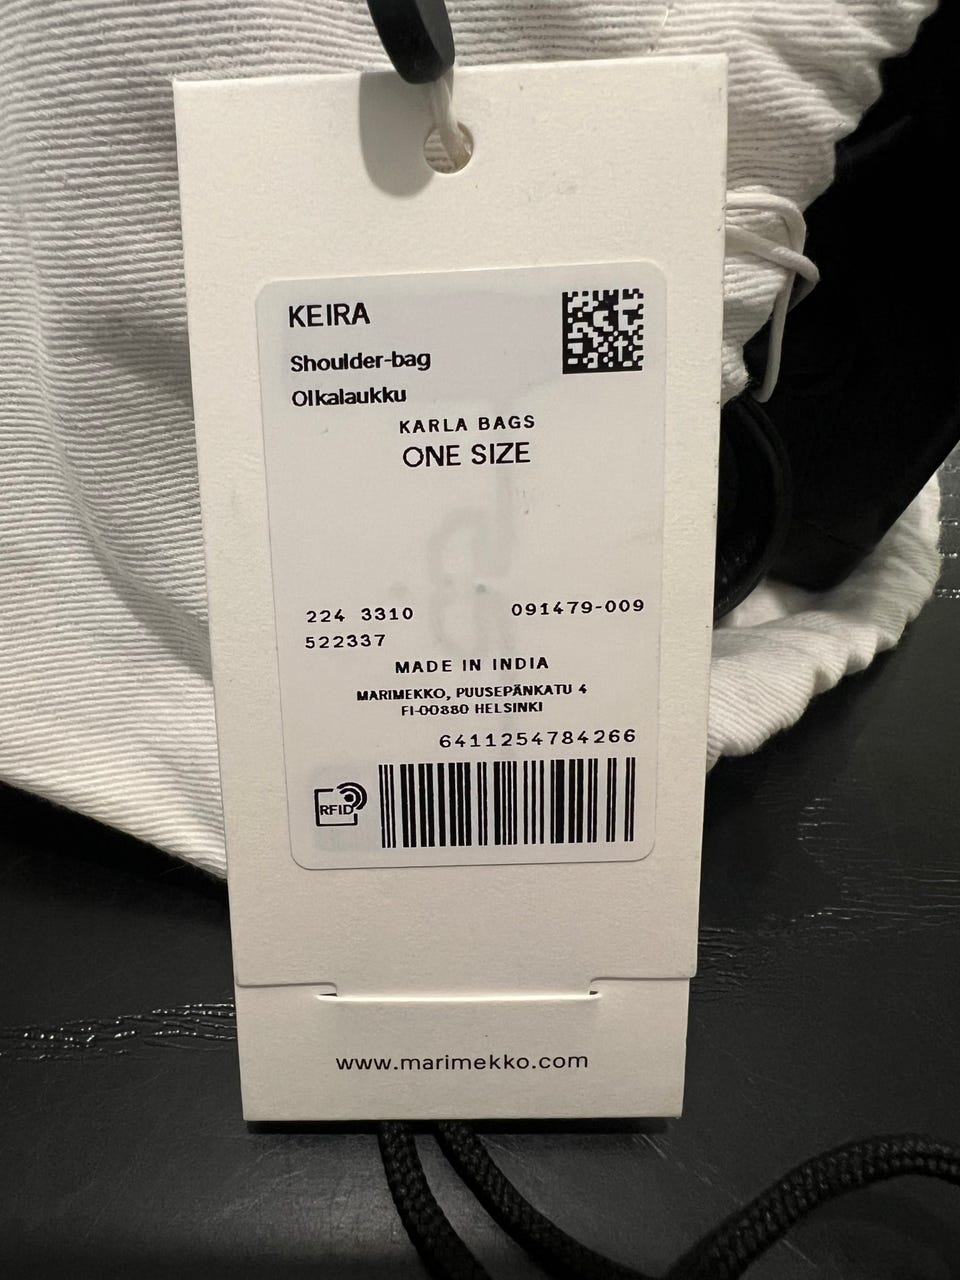 KEIRA
Shoulder-bag
Olkalaukku
KARLA BAGS
ONE SIZE
224 3310
091479-009
522337
MADE IN INDIA
MARIMEKKO, PUUSEPÄNKATU 4
FI-00880 HELSINKI
6411254784266
RFID
www.marimekko.com